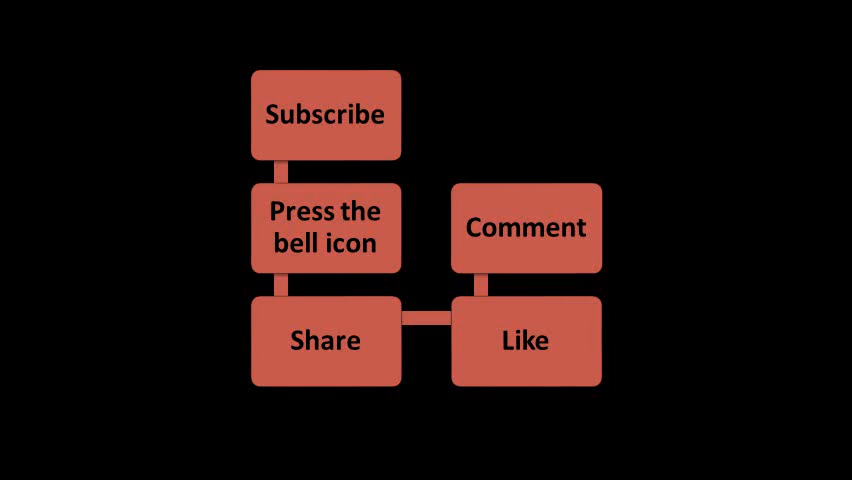 Subscribe
Press the
bell icon
Share
Like
Comment